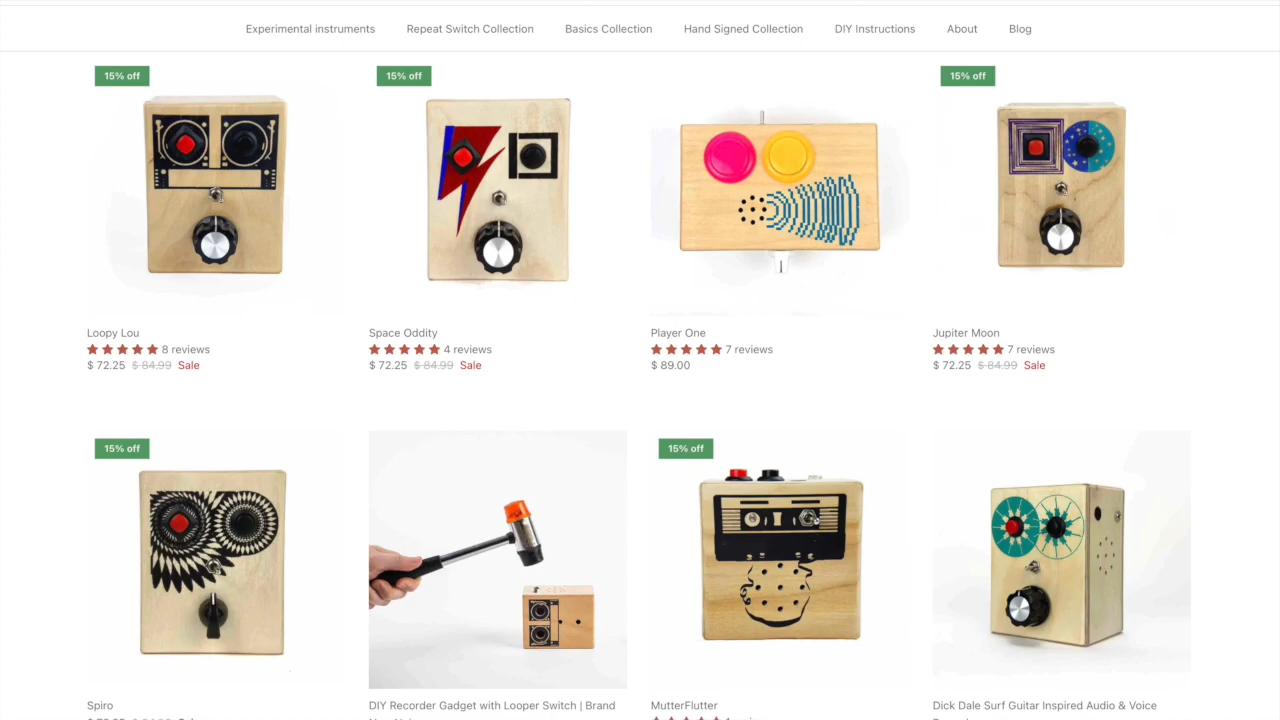 Experimental instruments Repeat Switch Collection Basics Collection Hand Signed Collection DIY Instructions About Blog
15% off 15% off 15% off
Loopy Lou Space Oddity Player One Jupiter Moon
8 reviews 4 reviews 7 reviews 7 reviews
$ 72.25 $ 84.99 Sale $ 72.25 $ 84.99 Sale $ 89.00 $ 72.25 $ 84.99 Sale
15% off 15% off
Spiro DIY Recorder Gadget with Looper Switch | Brand MutterFlutter Dick Dale Surf Guitar Inspired Audio & Voice